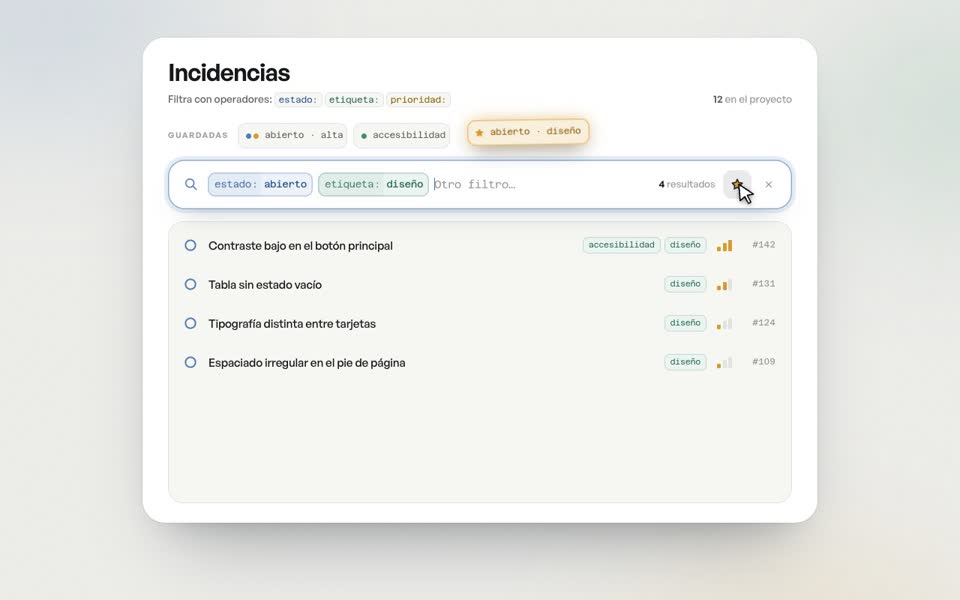 Incidencias
Filtra con operadores: estado: etiqueta: prioridad: 12 en el proyecto
GUARDADAS abierto · alta accesibilidad abierto · diseño
estado: abierto etiqueta: diseño Otro filtro… 4 resultados
Contraste bajo en el botón principal accesibilidad diseño #142
Tabla sin estado vacío diseño #131
Tipografía distinta entre tarjetas diseño #124
Espaciado irregular en el pie de página diseño #109